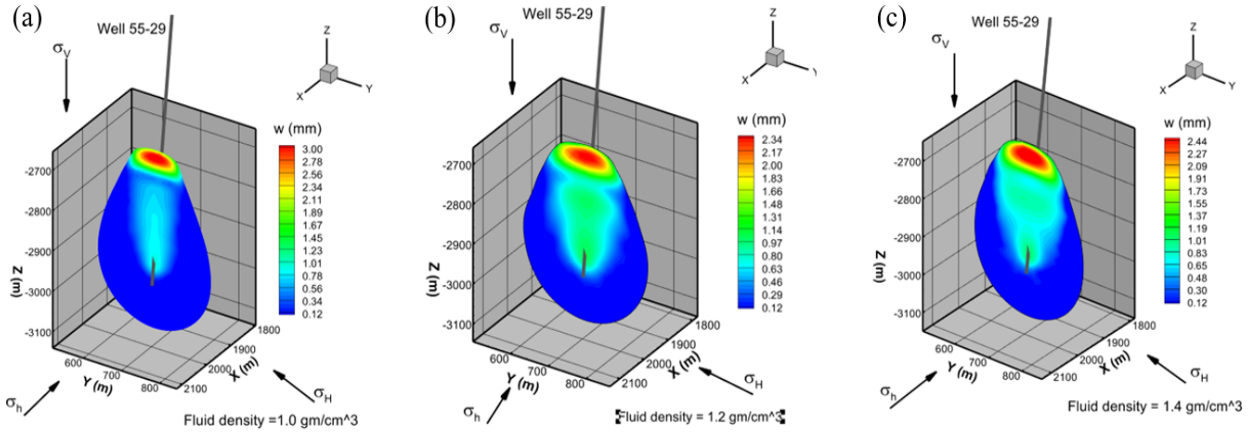 (a)
Well 55-29
σV
Z
X
Y
w (mm)
3.00
2.78
2.56
2.34
2.11
1.89
1.67
1.45
1.23
1.01
0.78
0.56
0.34
0.12
-2700
-2800
-2900
-3000
-3100
Z (m)
600
700
800
Y (m)
1800
1900
2000
2100
X (m)
σh
σH
Fluid density =1.0 gm/cm^3
(b)
Well 55-29
σV
Z
X
Y
w (mm)
2.34
2.17
2.00
1.83
1.66
1.48
1.31
1.14
0.97
0.80
0.63
0.46
0.29
0.12
-2700
-2800
-2900
-3000
-3100
Z (m)
600
700
800
Y (m)
1800
1900
2000
2100
X (m)
σh
σH
Fluid density = 1.2 gm/cm^3
(c)
Well 55-29
σV
Z
X
Y
w (mm)
2.44
2.27
2.09
1.91
1.73
1.55
1.37
1.19
1.01
0.83
0.65
0.48
0.30
0.12
-2700
-2800
-2900
-3000
-3100
Z (m)
600
700
800
Y (m)
1800
1900
2000
2100
X (m)
σh
σH
Fluid density = 1.4 gm/cm^3